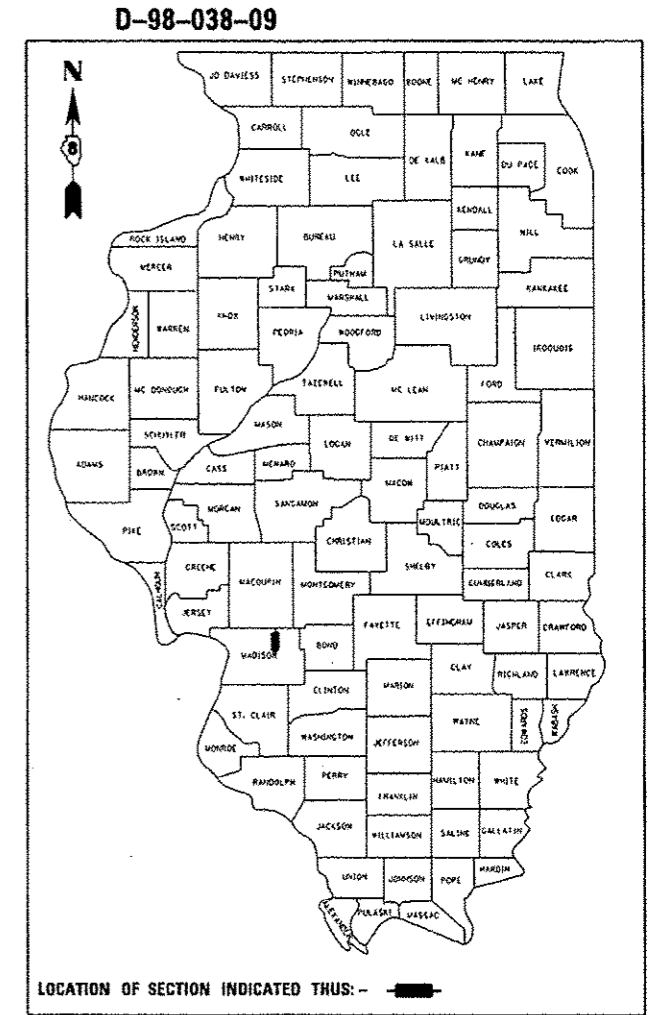 D-98-038-09
N
JO DAVIESS STEPHENSON WINNEBAGO BOONE MC HENRY LAKE
CARROLL OGLE DE KALB KANE DU PAGE COOK
8
WHITESIDE LEE
KENDALL
ROCK ISLAND HENRY BUREAU LA SALLE WILL
MERCER PUTNAM GRUNDY
STARK MARSHALL KANKAKEE
HENDERSON WARREN KNOX PEORIA WOODFORD LIVINGSTON
IROQUOIS
HANCOCK MC DONOUGH FULTON TAZEWELL MC LEAN FORD
MASON
SCHUYLER LOGAN DE WITT CHAMPAIGN VERMILION
ADAMS BROWN CASS MENARD PIATT
MACON
PIKE SCOTT MORGAN SANGAMON MOULTRIE DOUGLAS EDGAR
CHRISTIAN COLES
CALHOUN GREENE MACOUPIN MONTGOMERY SHELBY CUMBERLAND CLARK
JERSEY
FAYETTE EFFINGHAM JASPER CRAWFORD
MADISON BOND
CLAY RICHLAND LAWRENCE
CLINTON MARION
ST. CLAIR WAYNE EDWARDS WABASH
MONROE WASHINGTON JEFFERSON
RANDOLPH PERRY HAMILTON WHITE
FRANKLIN
JACKSON WILLIAMSON SALINE GALLATIN
UNION JOHNSON POPE HARDIN
ALEXANDER PULASKI MASSAC
LOCATION OF SECTION INDICATED THUS: -